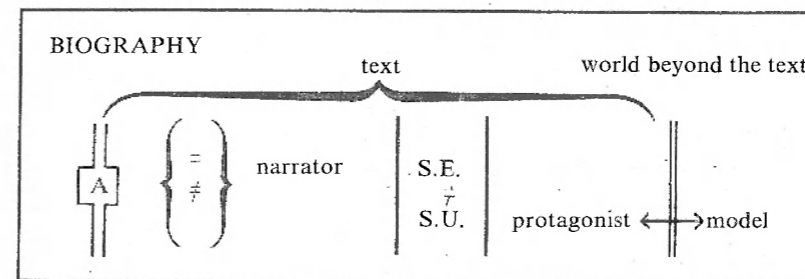 BIOGRAPHY
text world beyond the text
=
A narrator S.E.
≠ ≠
S.U. protagonist ↔ model